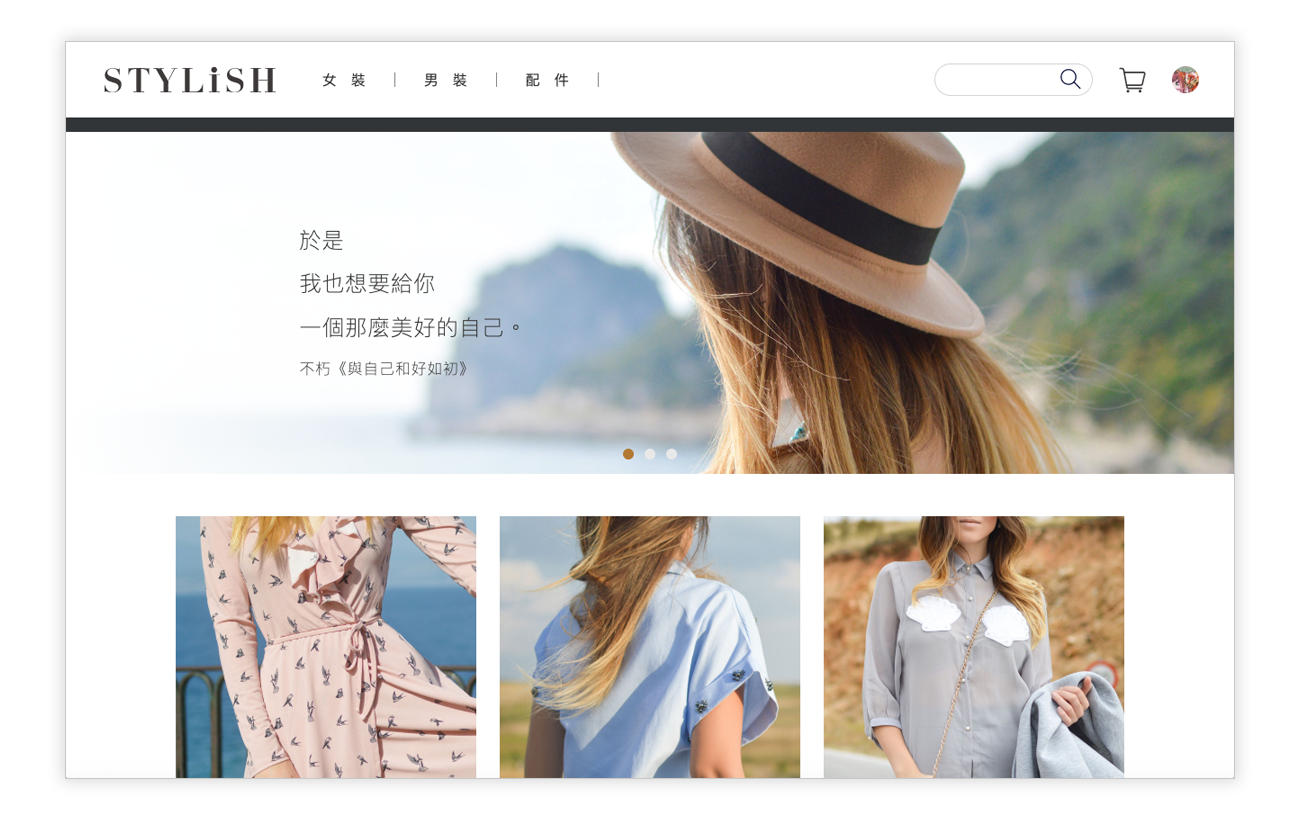 STYLiSH
女裝 | 男裝 | 配件 |
於是
我也想要給你
一個那麼美好的自己。
不朽《與自己和好如初》